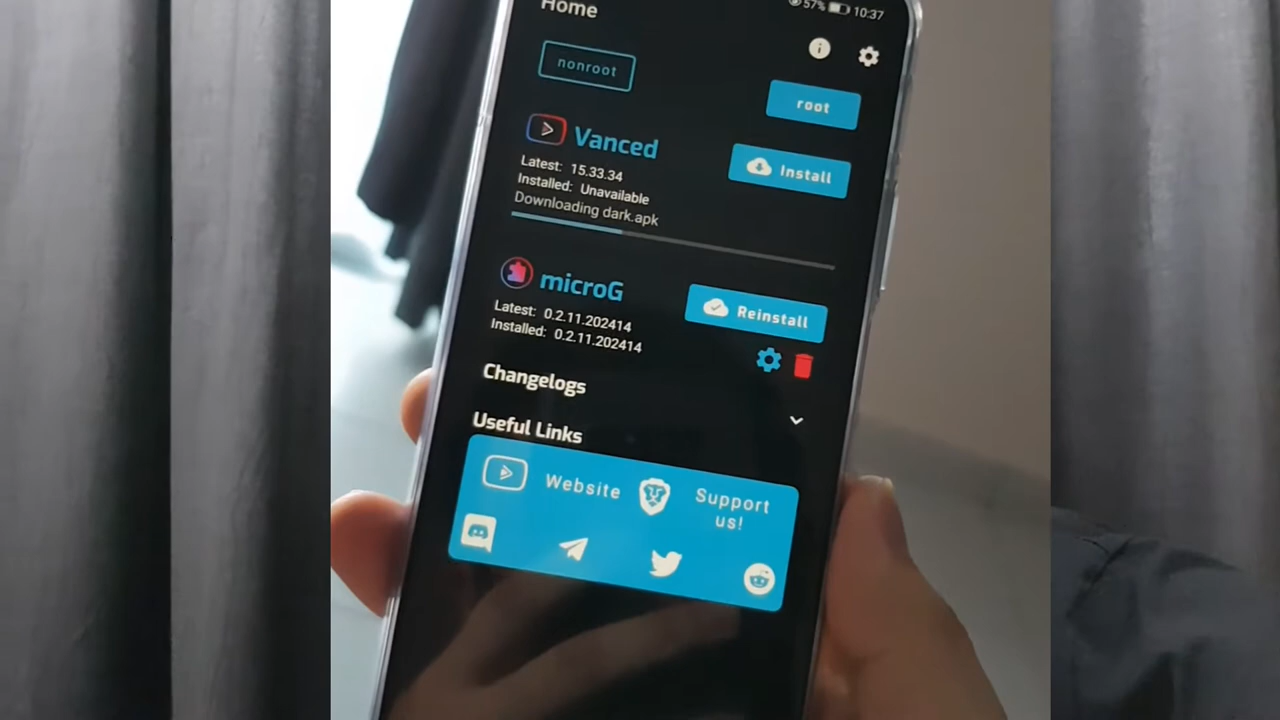 57% 10:37
Home
nonroot
root
Vanced
Install
Latest: 15.33.34
Installed: Unavailable
Downloading dark.apk
microG
Reinstall
Latest: 0.2.11.202414
Installed: 0.2.11.202414
Changelogs
Useful Links
Website
Support
us!